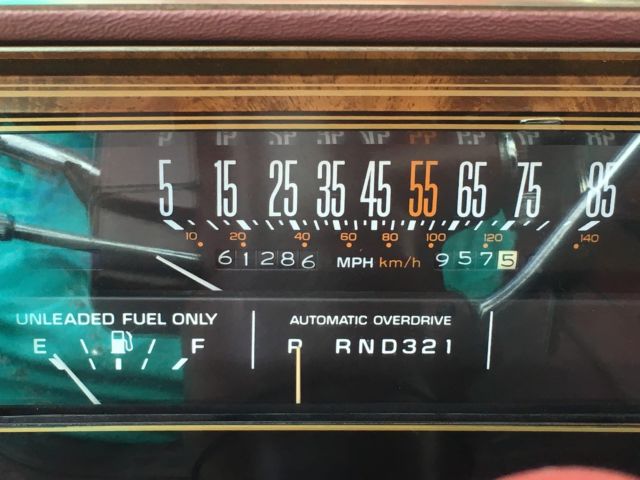 5 15 25 35 45 55 65 75 85
10 20 40 60 80 100 120 140
61286 MPH km/h 9575
UNLEADED FUEL ONLY AUTOMATIC OVERDRIVE
E F P RND321